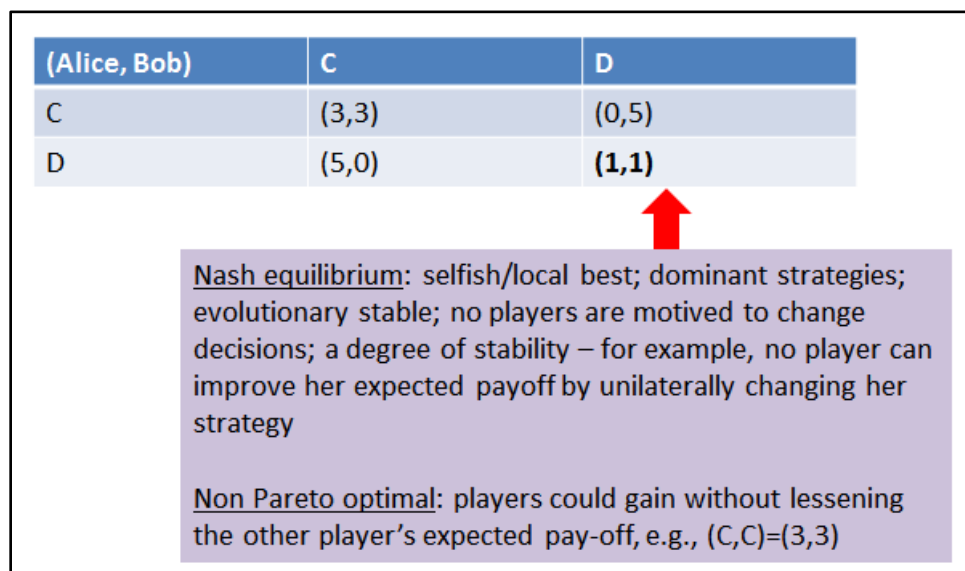 (Alice, Bob) C D
C (3,3) (0,5)
D (5,0) (1,1)
Nash equilibrium: selfish/local best; dominant strategies;
evolutionary stable; no players are motived to change
decisions; a degree of stability – for example, no player can
improve her expected payoff by unilaterally changing her
strategy
Non Pareto optimal: players could gain without lessening
the other player’s expected pay-off, e.g., (C,C)=(3,3)